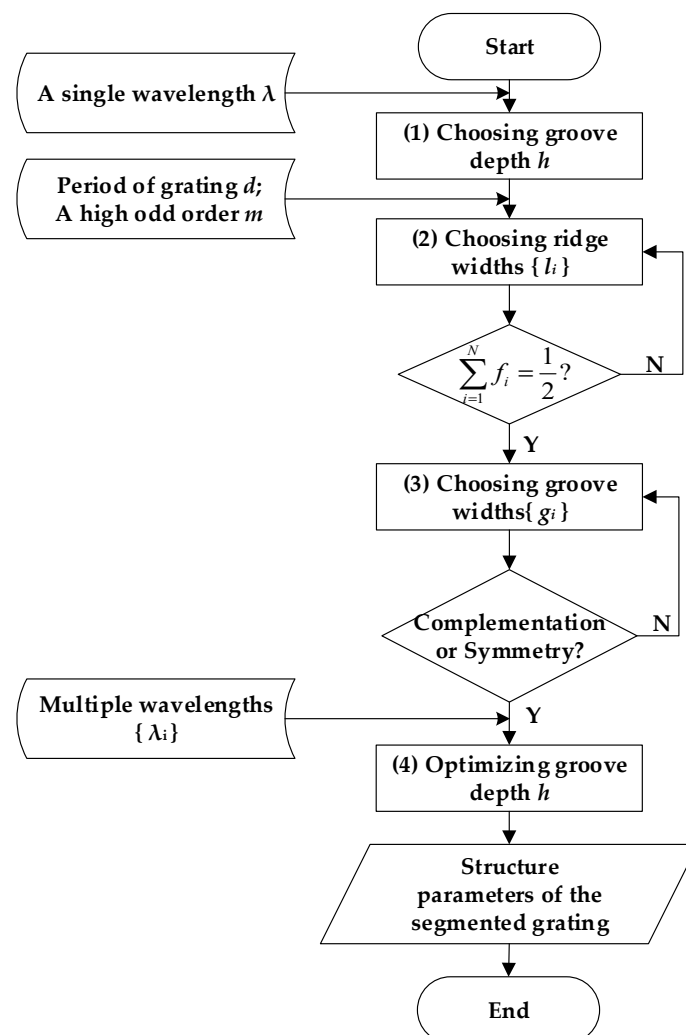 Start
A single wavelength λ
(1) Choosing groove
depth h
Period of grating d;
A high odd order m
(2) Choosing ridge
widths { lᵢ }
N
∑ i=1 fᵢ = 1/2 ?
N
Y
(3) Choosing groove
widths{ gᵢ }
Complementation
or Symmetry?
N
Multiple wavelengths
{ λᵢ}
Y
(4) Optimizing groove
depth h
Structure
parameters of the
segmented grating
End